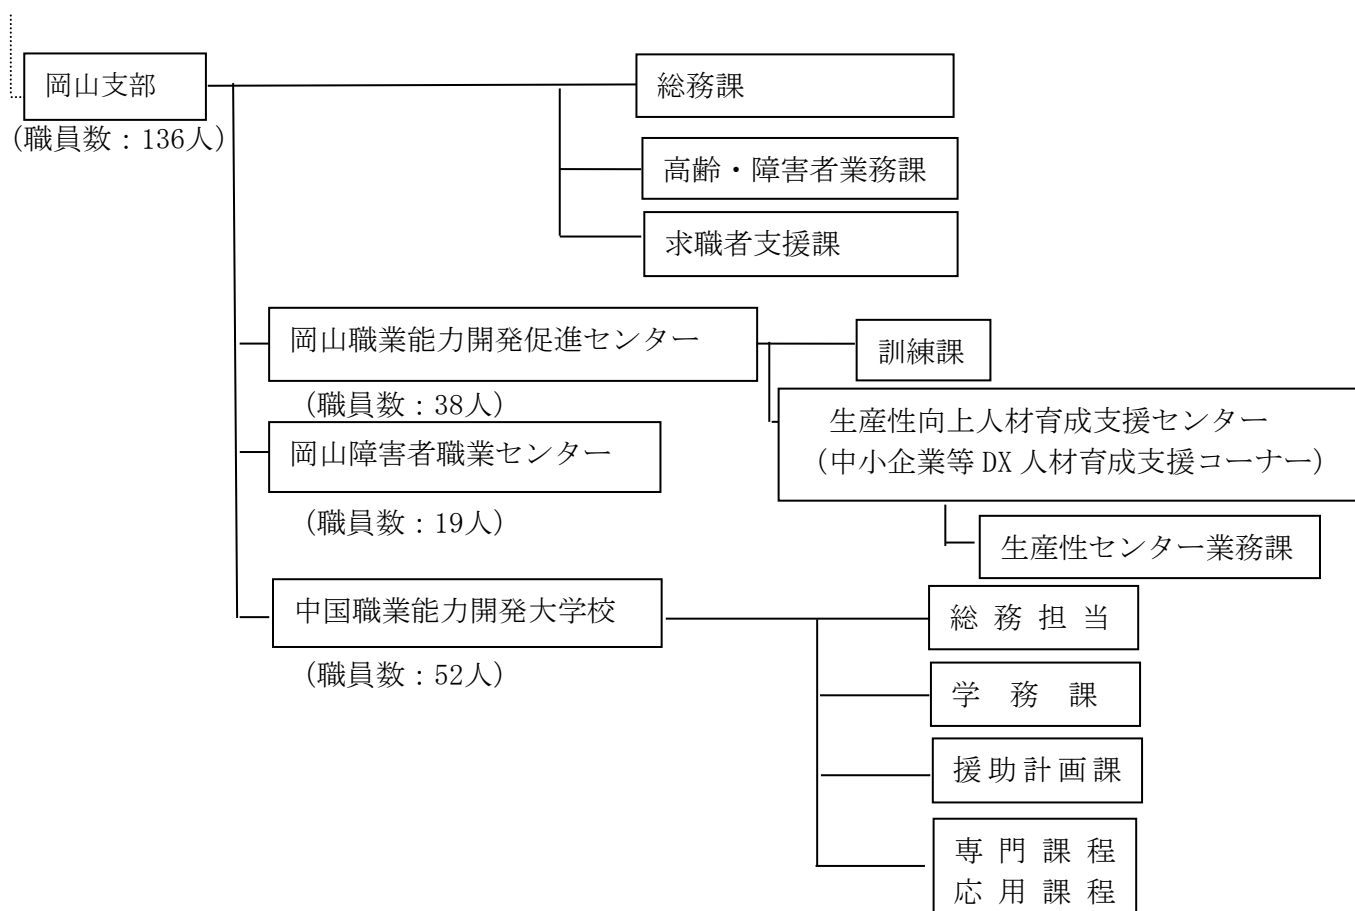 岡山支部
(職員数：136人)
総務課
高齢・障害者業務課
求職者支援課
岡山職業能力開発促進センター
(職員数：38人)
訓練課
生産性向上人材育成支援センター
(中小企業等 DX 人材育成支援コーナー)
生産性センター業務課
岡山障害者職業センター
(職員数：19人)
中国職業能力開発大学校
(職員数：52人)
総務担当
学務課
援助計画課
専門課程
応用課程